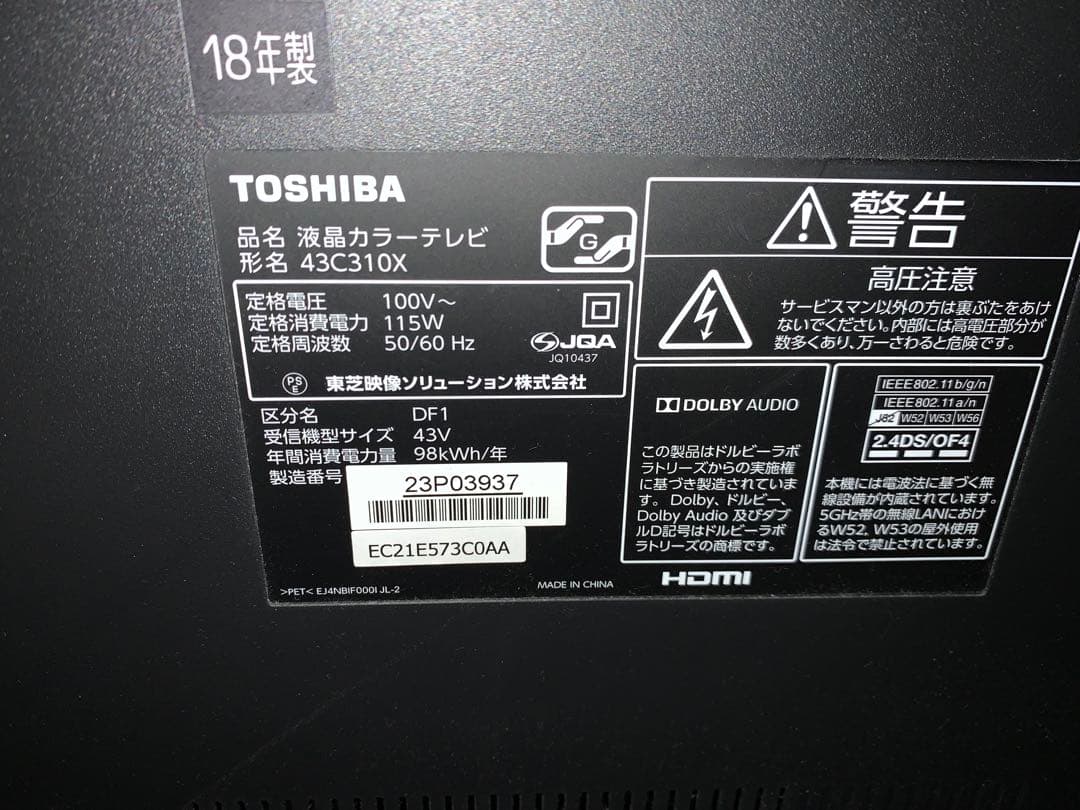 18年製
TOSHIBA
品名 液晶カラーテレビ
形名 43C310X
G
定格電圧 100V～
定格消費電力 115W
定格周波数 50/60 Hz
JQA
JQ10437
PS
E
東芝映像ソリューション株式会社
区分名 DF1
受信機型サイズ 43V
年間消費電力量 98kWh/年
製造番号
23P03937
EC21E573C0AA
>PET< EJ4NBIF000I JL-2
MADE IN CHINA
警告
高圧注意
サービスマン以外の方は裏ぶたをあけ
ないでください。内部には高電圧部分が
数多くあり、万一さわると危険です。
DOLBY AUDIO
この製品はドルビーラボ
ラトリーズからの実施権
に基づき製造されていま
す。Dolby、ドルビー、
Dolby Audio 及びダブ
ルD記号はドルビーラボ
ラトリーズの商標です。
IEEE802.11b/g/n
IEEE802.11a/n
J52 W52 W53 W56
2.4DS/OF4
本機には電波法に基づく無
線設備が内蔵されています。
5GHz帯の無線LANにおけ
るW52、W53の屋外使用
は法令で禁止されています。
HDMI